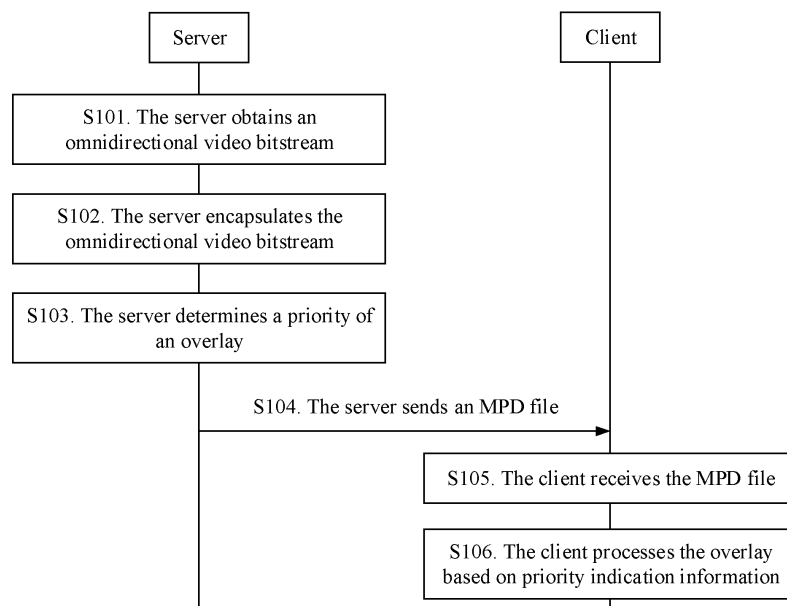 Server
Client
S101. The server obtains an
omnidirectional video bitstream
S102. The server encapsulates the
omnidirectional video bitstream
S103. The server determines a priority of
an overlay
S104. The server sends an MPD file
S105. The client receives the MPD file
S106. The client processes the overlay
based on priority indication information